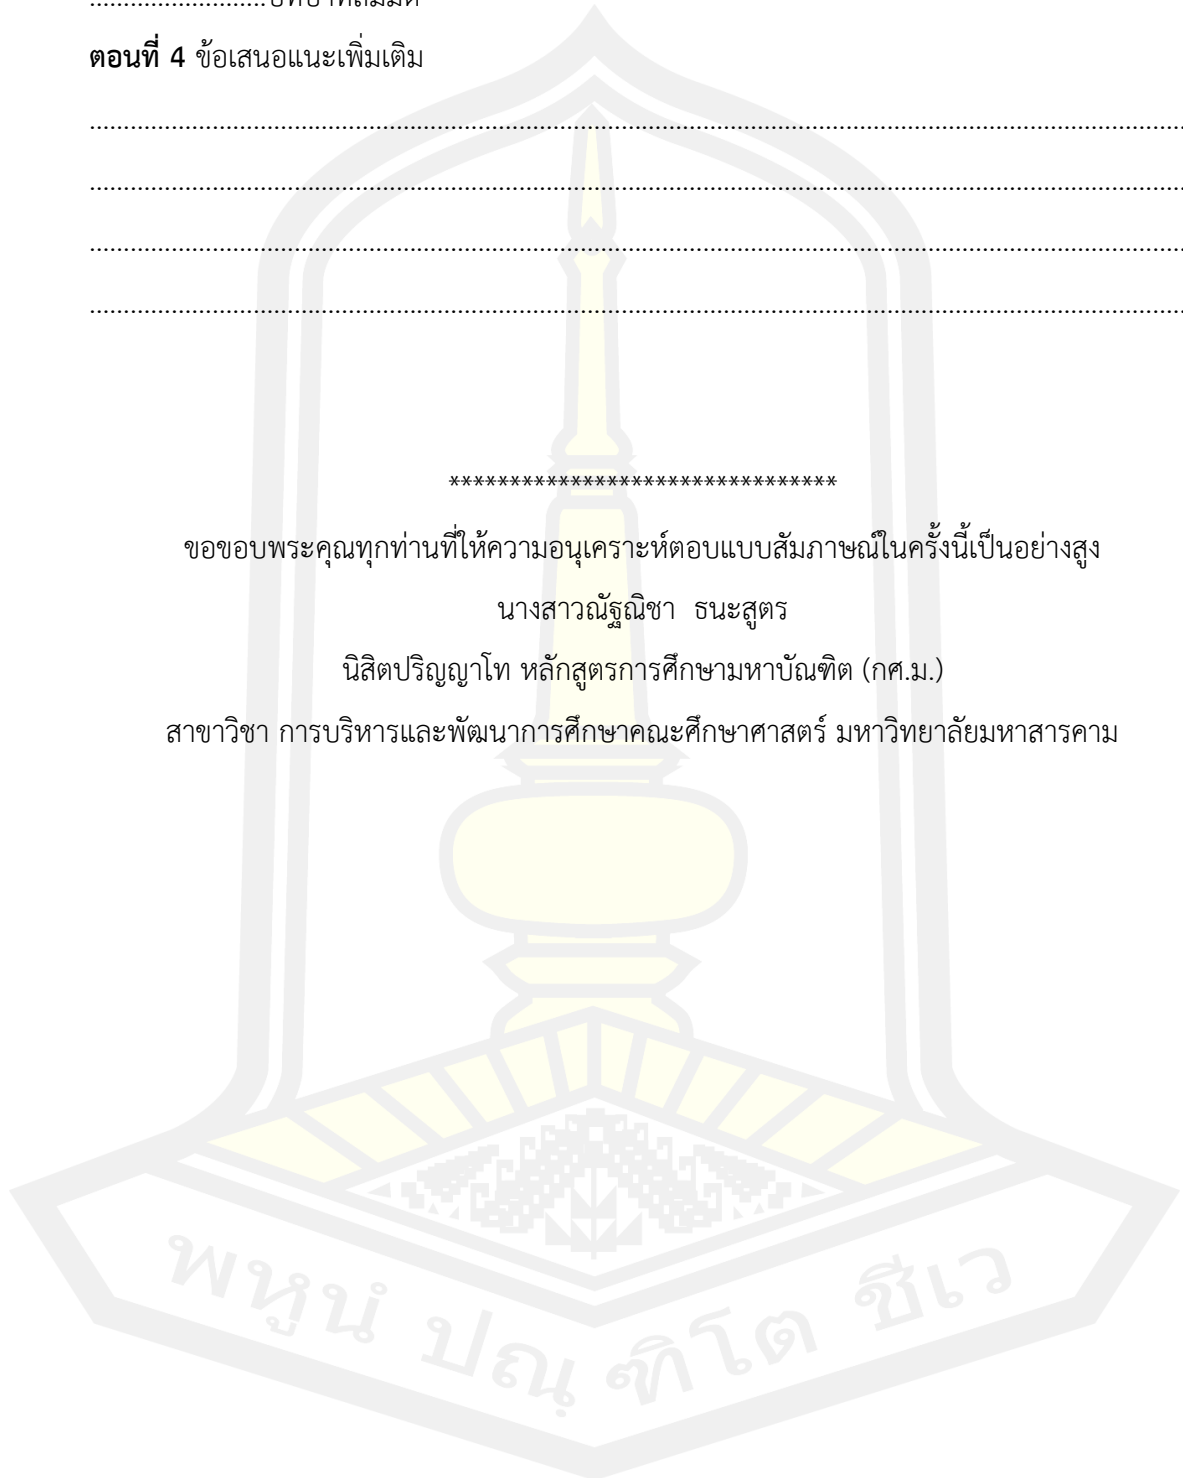 ..........................บทบาทสมมติ
ตอนที่ 4 ข้อเสนอแนะเพิ่มเติม
................................................................................................................................................................
................................................................................................................................................................
................................................................................................................................................................
................................................................................................................................................................
********************************
ขอขอบพระคุณทุกท่านที่ให้ความอนุเคราะห์ตอบแบบสัมภาษณ์ในครั้งนี้เป็นอย่างสูง
นางสาวณัฐณิชา ธนะสูตร
นิสิตปริญญาโท หลักสูตรการศึกษามหาบัณฑิต (กศ.ม.)
สาขาวิชา การบริหารและพัฒนาการศึกษาคณะศึกษาศาสตร์ มหาวิทยาลัยมหาสารคาม
พหูนํ ปณฺฑิโต ชีเว